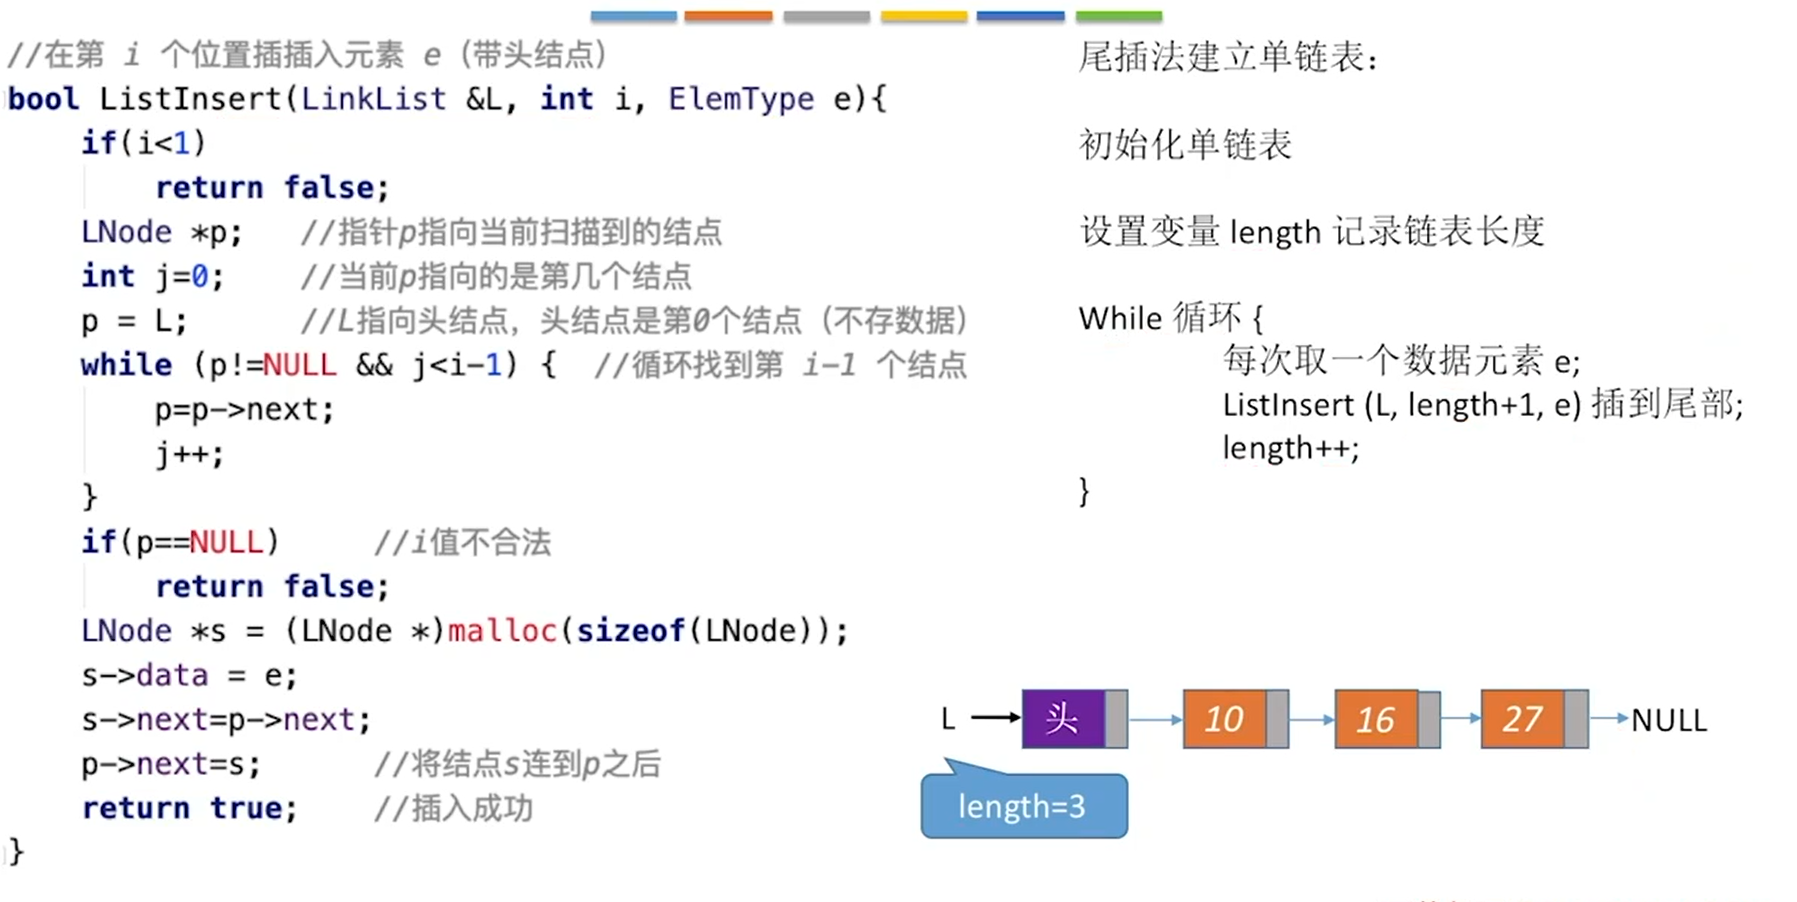 //在第 i 个位置插插入元素 e（带头结点）
bool ListInsert(LinkList &L, int i, ElemType e){
if(i<1)
return false;
LNode *p; //指针p指向当前扫描到的结点
int j=0; //当前p指向的是第几个结点
p = L; //L指向头结点，头结点是第0个结点（不存数据）
while (p!=NULL && j<i-1) { //循环找到第 i-1 个结点
p=p->next;
j++;
}
if(p==NULL) //i值不合法
return false;
LNode *s = (LNode *)malloc(sizeof(LNode));
s->data = e;
s->next=p->next;
p->next=s; //将结点s连到p之后
return true; //插入成功
}
尾插法建立单链表：
初始化单链表
设置变量 length 记录链表长度
While 循环 {
每次取一个数据元素 e;
ListInsert (L, length+1, e) 插到尾部;
length++;
}
L 头 10 16 27 NULL
length=3